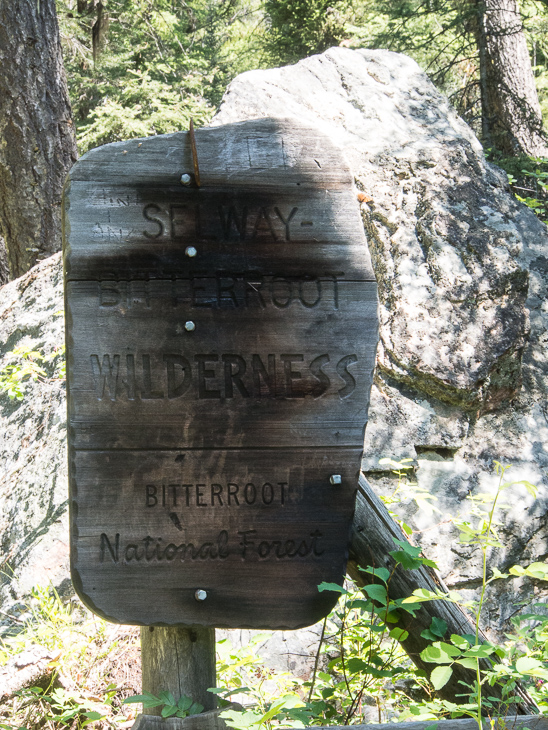 SELWAY-
BITTERROOT
WILDERNESS
BITTERROOT
National Forest